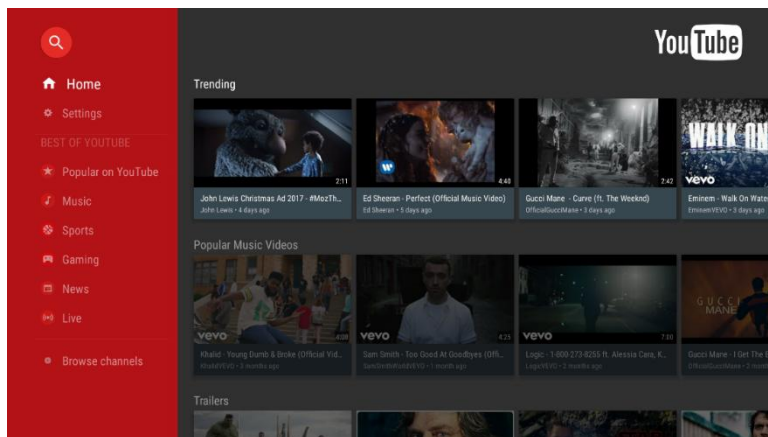 YouTube
Home
Settings
BEST OF YOUTUBE
Popular on YouTube
Music
Sports
Gaming
News
Live
Browse channels
Trending
2:11
John Lewis Christmas Ad 2017 - #MozTh...
John Lewis • 4 days ago
4:40
Ed Sheeran - Perfect (Official Music Video)
Ed Sheeran • 5 days ago
2:42
Gucci Mane - Curve (ft. The Weeknd)
OfficialGucciMane • 3 days ago
WALK ON
vevo
Eminem - Walk On Wate
EminemVEVO • 3 days ago
Popular Music Videos
vevo
4:08
Khalid - Young Dumb & Broke (Official Vid...
KhalidVEVO • 3 months ago
vevo
4:25
Sam Smith - Too Good At Goodbyes (Offi...
SamSmithWorldVEVO • 1 month ago
vevo
7:00
Logic - 1-800-273-8255 ft. Alessia Cara, K...
LogicVEVO • 2 months ago
GUCCI
MANE
Gucci Mane - I Get The
OfficialGucciMane • 2 mont
Trailers